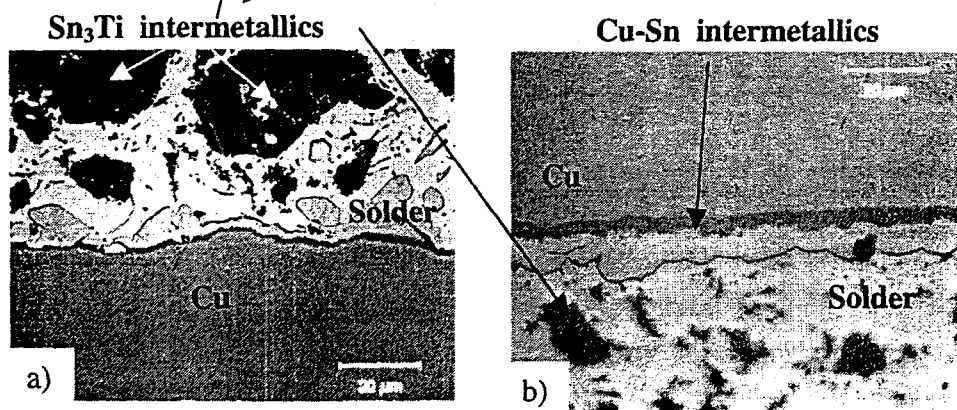 Sn₃Ti intermetallics
Cu-Sn intermetallics
Cu
Solder
Solder
Cu
a)
20 μm
b)